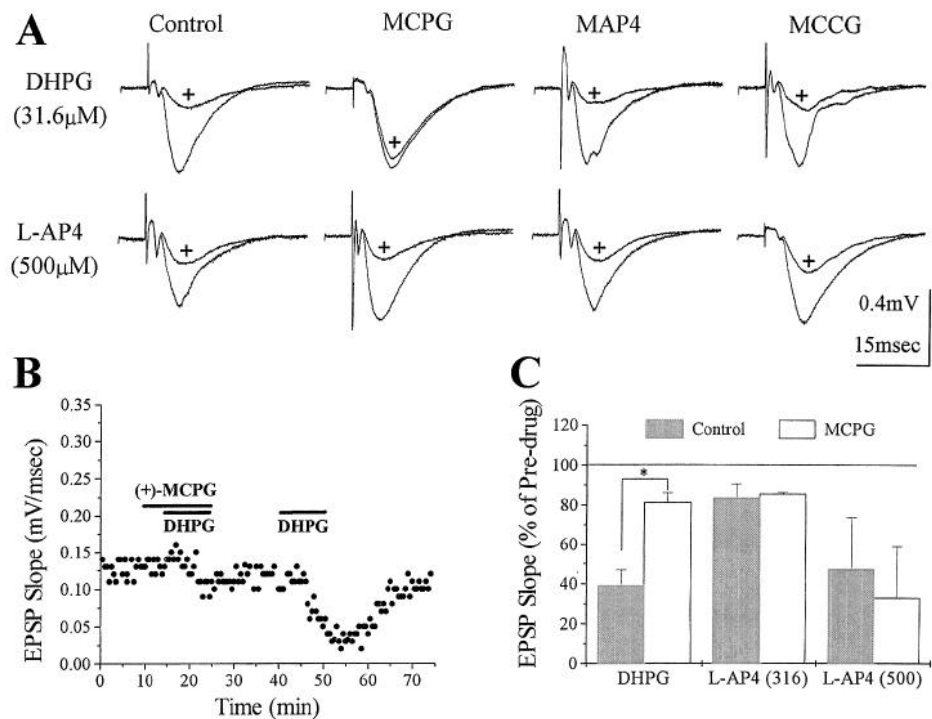 A
Control MCPG MAP4 MCCG
DHPG
(31.6μM)
+ + + +
L-AP4
(500μM)
+ + + +
0.4mV
15msec
B
EPSP Slope (mV/msec)
0.35
0.30
0.25
0.20
0.15
0.10
0.05
0.00
(+)-MCPG
DHPG DHPG
0 10 20 30 40 50 60 70
Time (min)
C
EPSP Slope (% of Pre-drug)
120
100
80
60
40
20
0
Control MCPG
*
DHPG L-AP4 (316) L-AP4 (500)